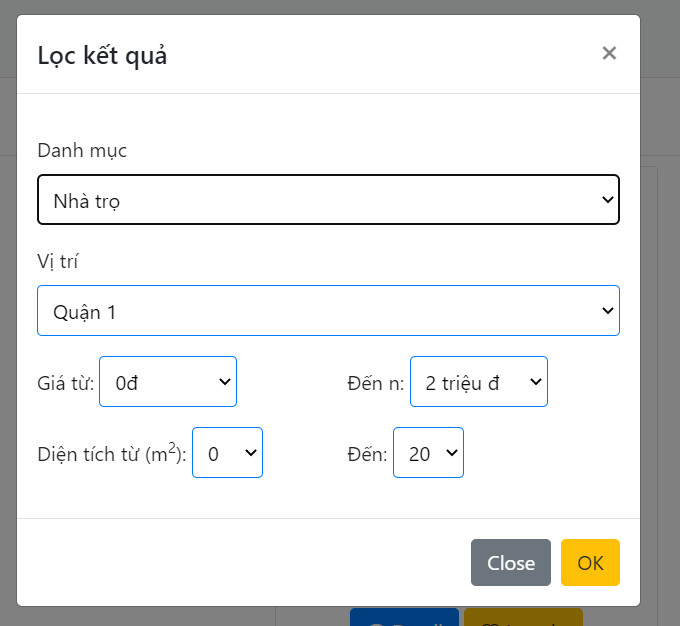 Lọc kết quả ×
Danh mục
Nhà trọ
Vị trí
Quận 1
Giá từ: 0đ Đến n: 2 triệu đ
Diện tích từ (m²): 0 Đến: 20
Close OK